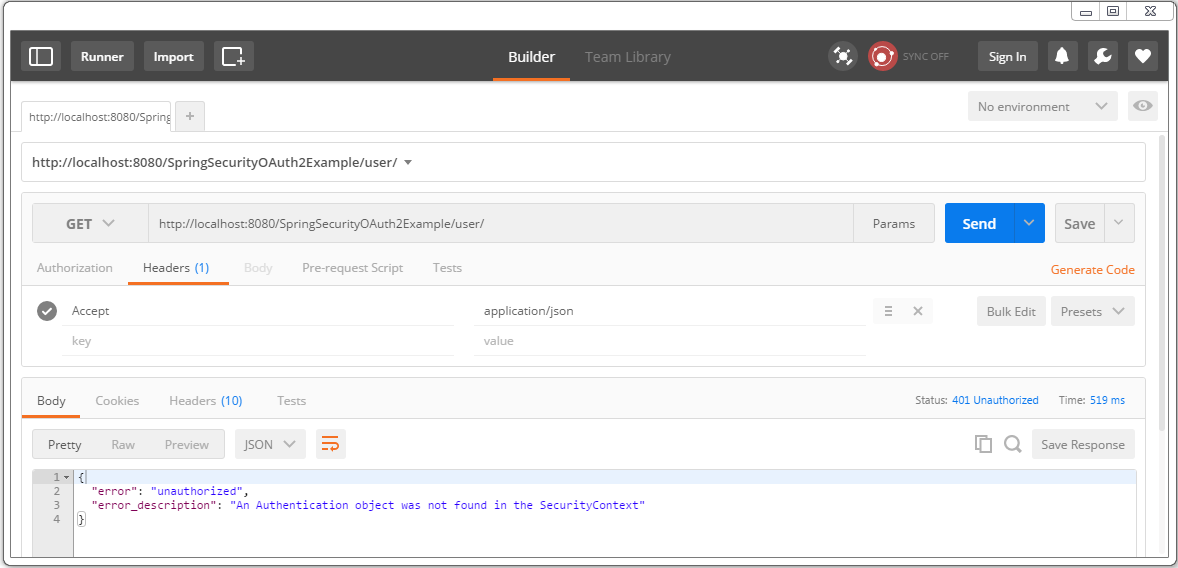 Runner Import Builder Team Library SYNC OFF Sign In
http://localhost:8080/Spring + No environment
http://localhost:8080/SpringSecurityOAuth2Example/user/
GET http://localhost:8080/SpringSecurityOAuth2Example/user/ Params Send Save
Authorization Headers (1) Body Pre-request Script Tests Generate Code
Accept application/json Bulk Edit Presets
key value
Body Cookies Headers (10) Tests Status: 401 Unauthorized Time: 519 ms
Pretty Raw Preview JSON Save Response
1 {
2 "error": "unauthorized",
3 "error_description": "An Authentication object was not found in the SecurityContext"
4 }